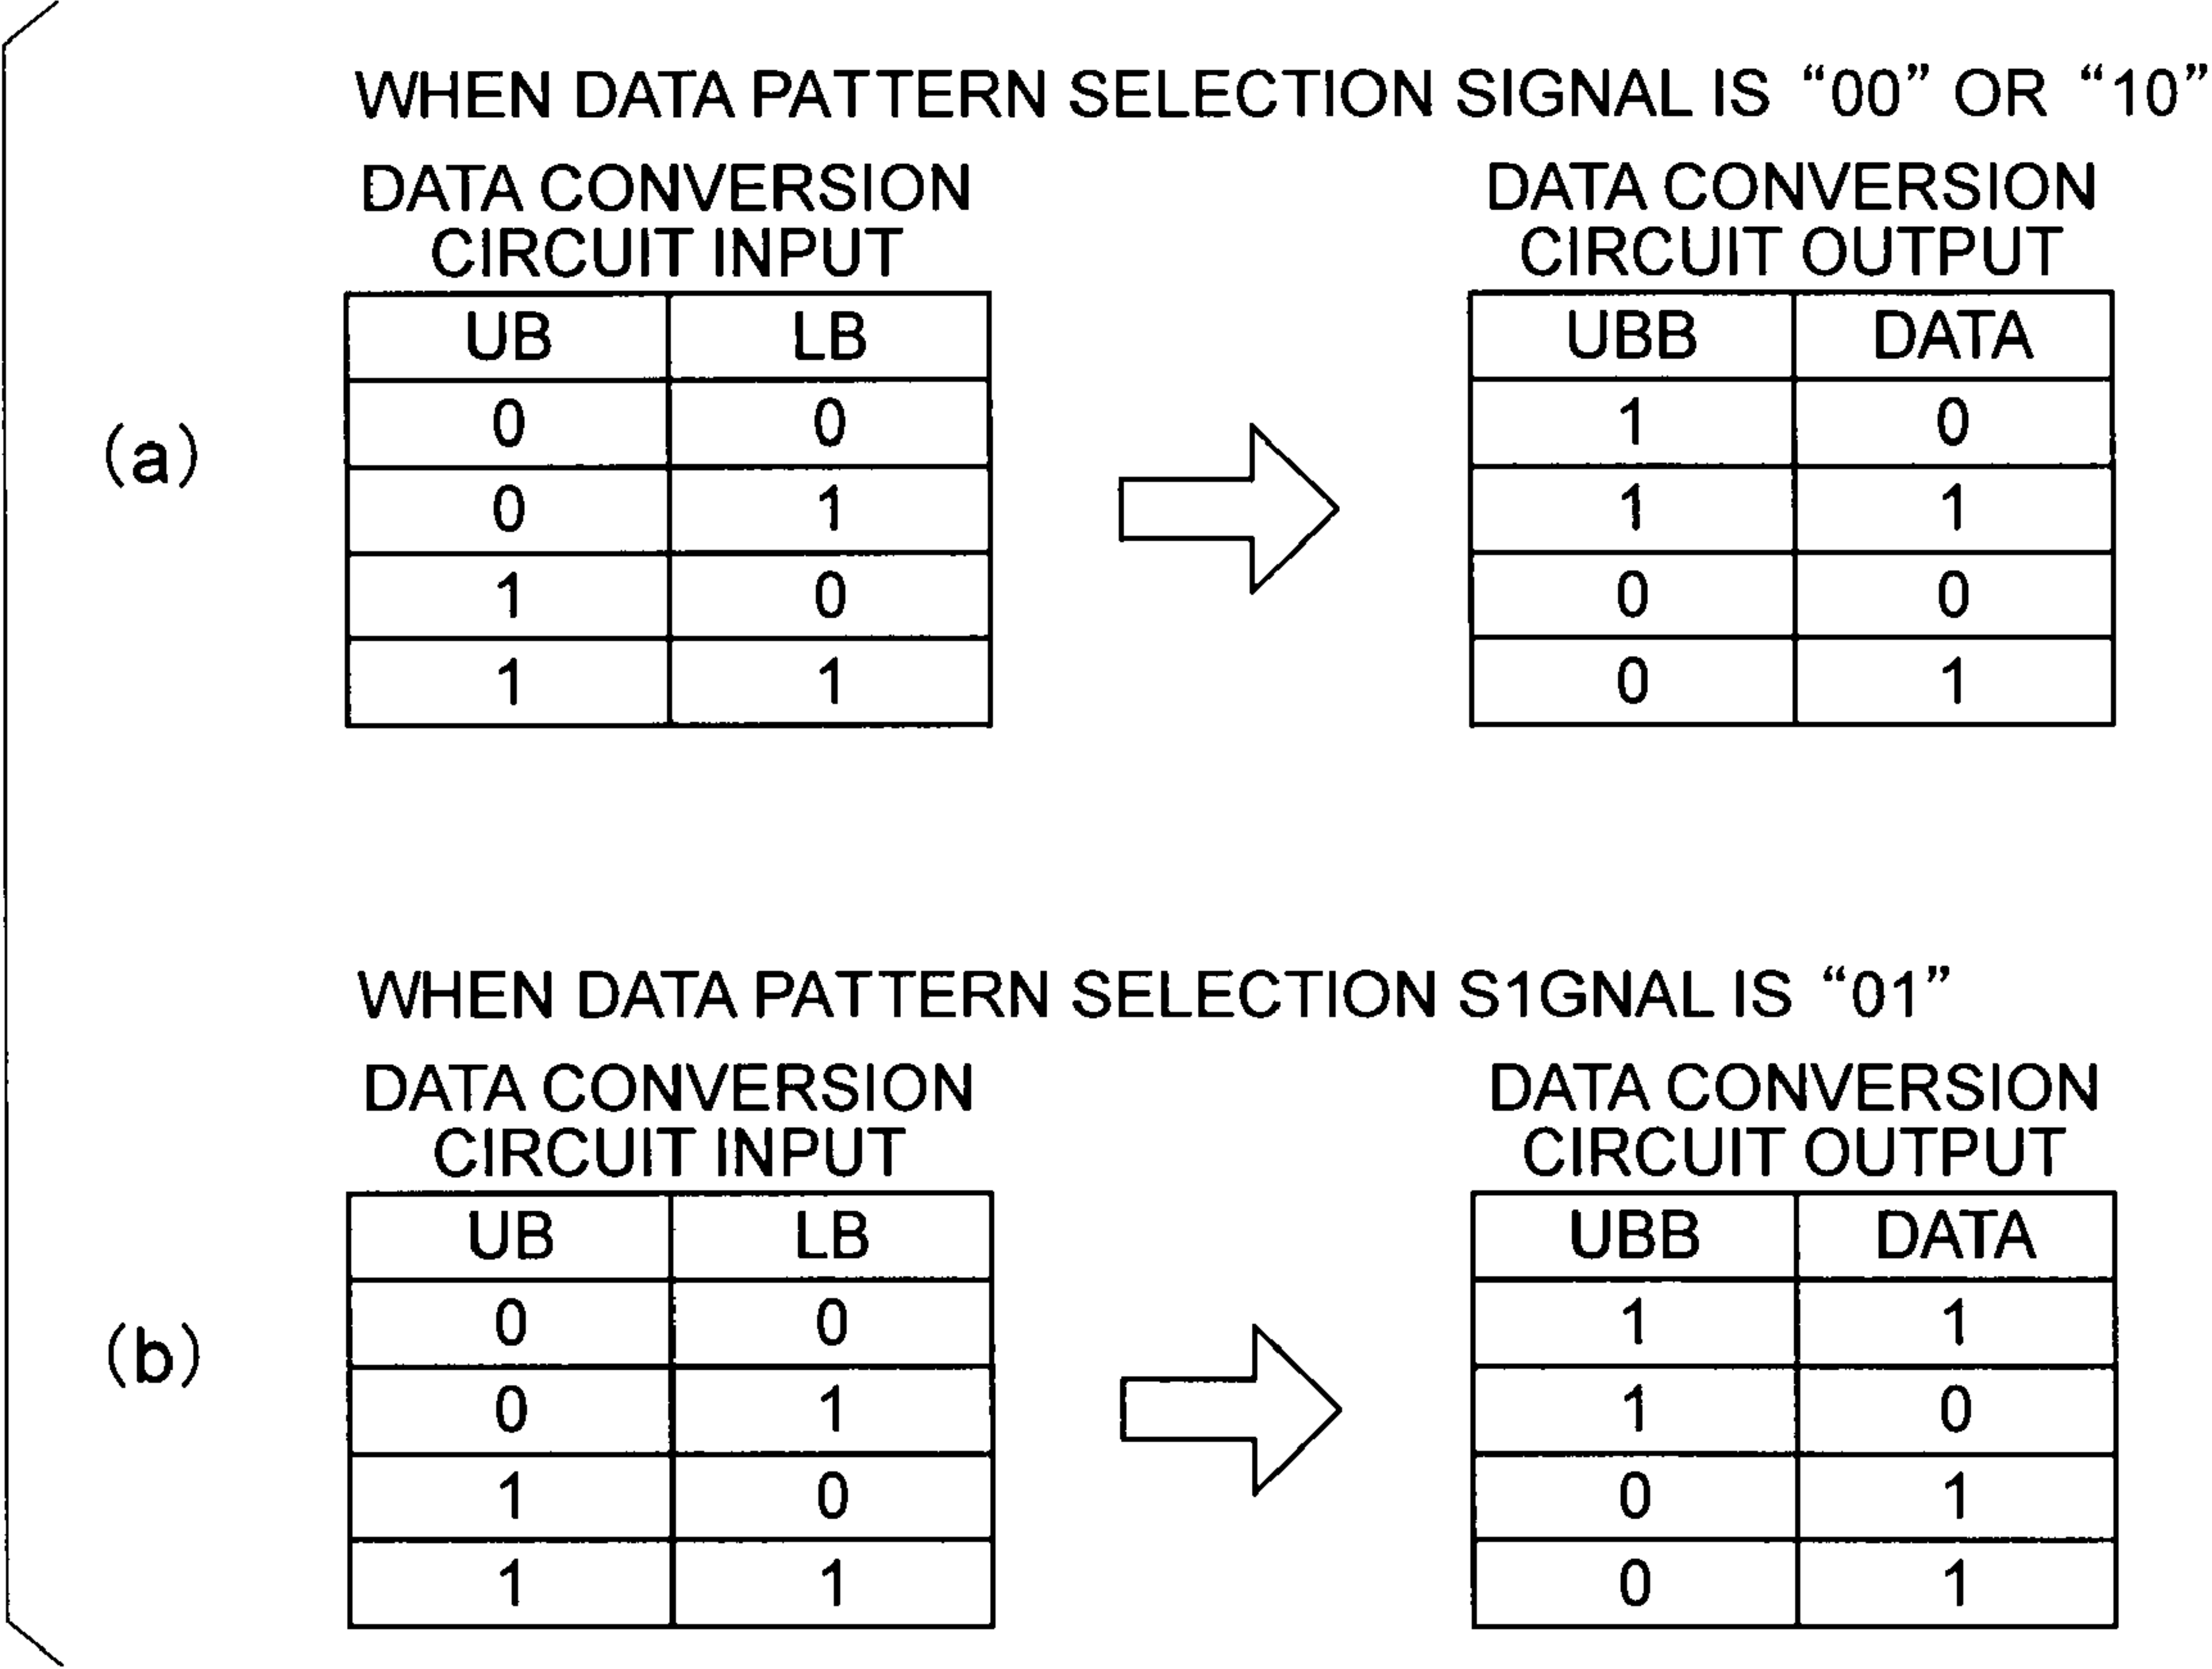 WHEN DATA PATTERN SELECTION SIGNAL IS “00” OR “10”
DATA CONVERSION
CIRCUIT INPUT
UB LB
0 0
0 1
1 0
1 1
(a)
DATA CONVERSION
CIRCUIT OUTPUT
UBB DATA
1 0
1 1
0 0
0 1
WHEN DATA PATTERN SELECTION S1GNAL IS “01”
DATA CONVERSION
CIRCUIT INPUT
UB LB
0 0
0 1
1 0
1 1
(b)
DATA CONVERSION
CIRCUIT OUTPUT
UBB DATA
1 1
1 0
0 1
0 1